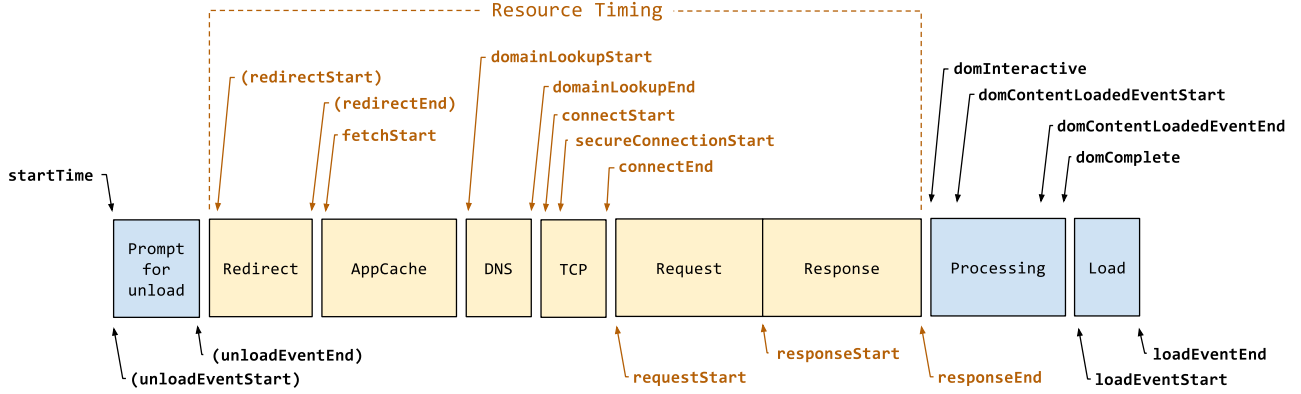 Resource Timing
domainLookupStart
(redirectStart)
domInteractive
domainLookupEnd
domContentLoadedEventStart
(redirectEnd)
connectStart
domContentLoadedEventEnd
fetchStart
secureConnectionStart
domComplete
connectEnd
startTime
Prompt
for
unload
Redirect
AppCache
DNS
TCP
Request
Response
Processing
Load
(unloadEventEnd)
responseStart
loadEventEnd
(unloadEventStart)
requestStart
responseEnd
loadEventStart